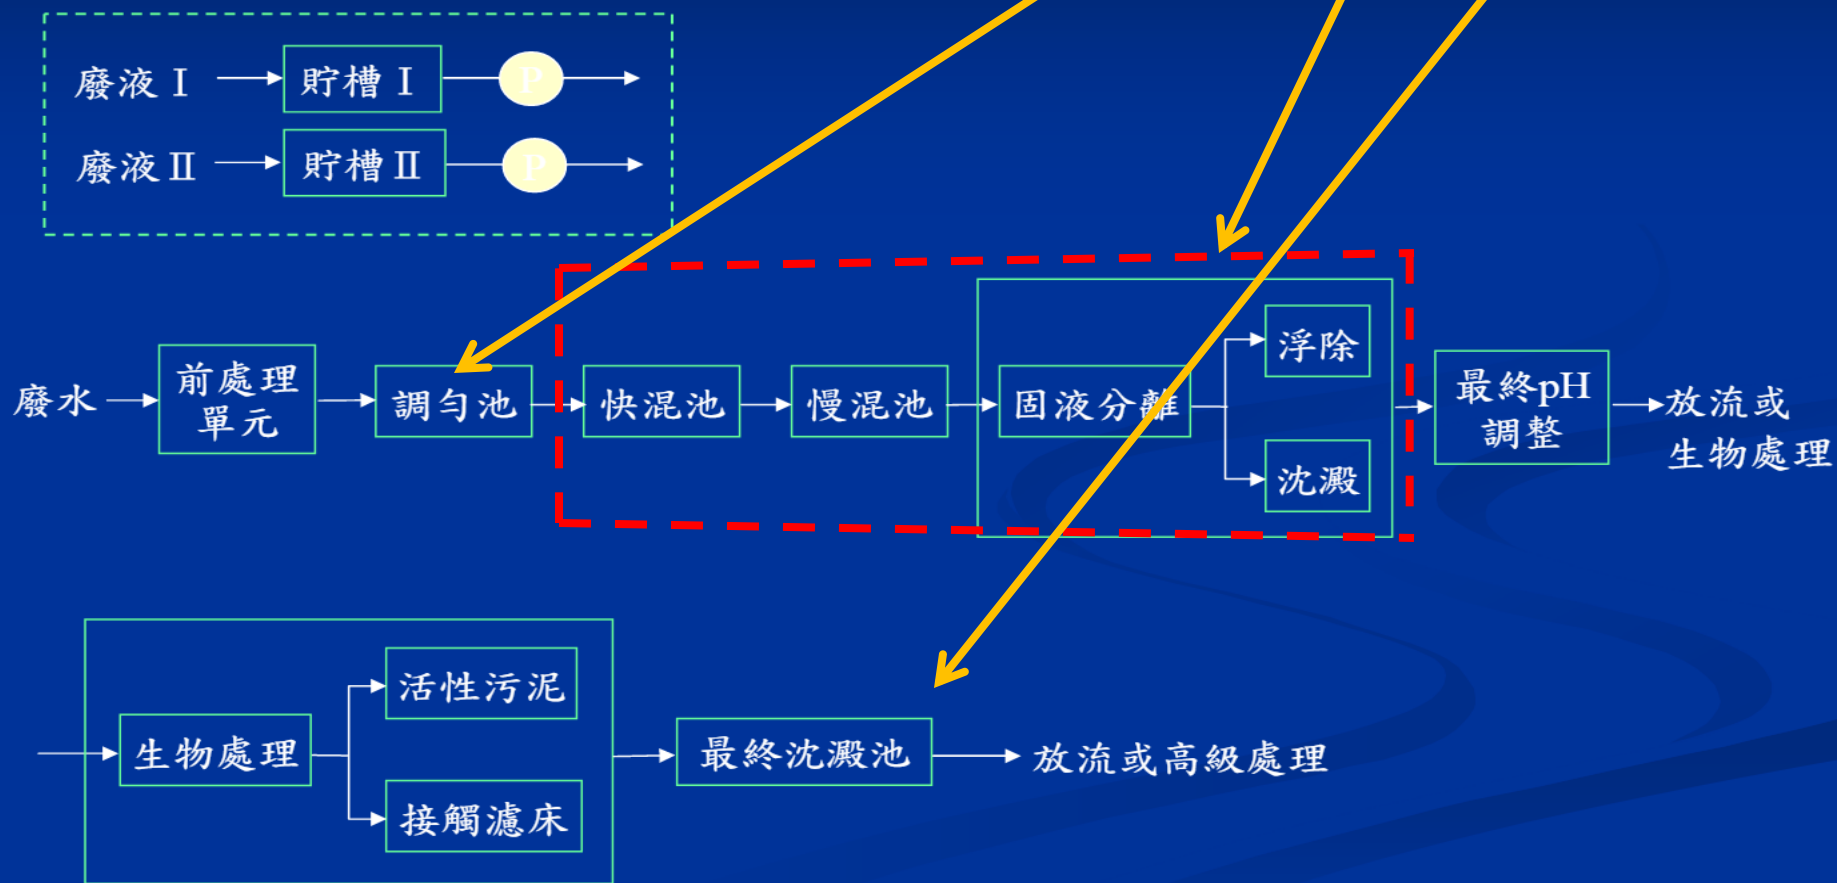 廢液Ⅰ
貯槽Ⅰ
P
廢液Ⅱ
貯槽Ⅱ
P
廢水
前處理
單元
調勻池
快混池
慢混池
固液分離
浮除
沈澱
最終pH
調整
放流或
生物處理
生物處理
活性污泥
接觸濾床
最終沈澱池
放流或高級處理